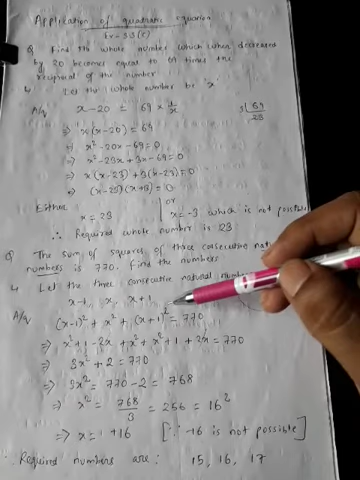 Application of quadratic equation
Ex-33(C)
Q Find the whole number which when decreased
by 20 becomes equal to 69 times the
reciprocal of the number
Let the whole number be 'x'
A/q x-20 = 69 × 1/x
3|69
23
⇒ x(x-20) = 69
⇒ x²-20x-69=0
⇒ x²-23x+3x-69=0
⇒ x(x-23)+3(x-23)=0
⇒ (x-23)(x+3)=0
Either or
x = 23 x = -3 which is not possible
∴ Required whole number is 23
Q The sum of squares of three consecutive
numbers is 770. Find the numbers
Let the three consecutive natural
x-1, x, x+1
A/q (x-1)² + x² + (x+1)² = 770
⇒ x²+1-2x+x²+x²+1+2x = 770
⇒ 3x²+2 = 770
⇒ 3x² = 770-2 = 768
⇒ x² = 768/3 = 256 = 16²
⇒ x = +16 [∵ -16 is not possible]
∴ Required numbers are: 15, 16, 17